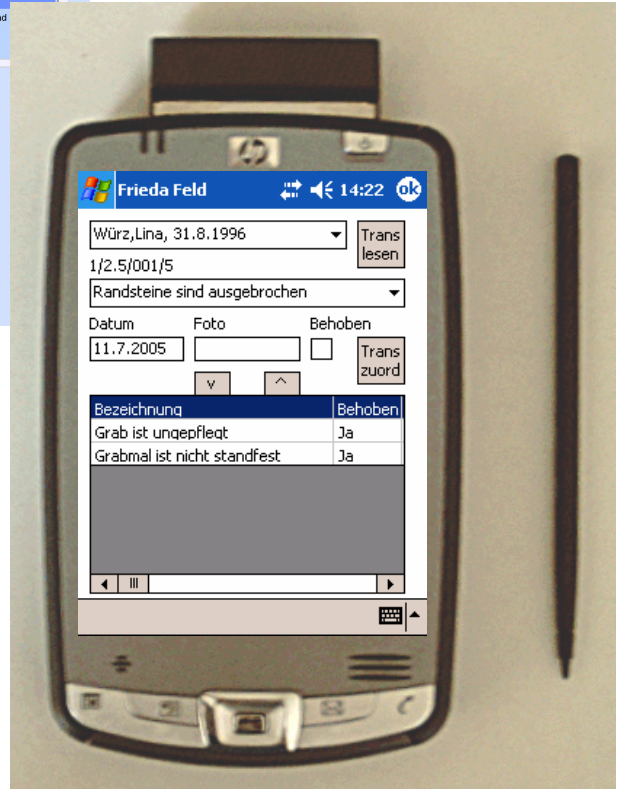 nd
hp
Frieda Feld 14:22 ok
Würz,Lina, 31.8.1996
Trans lesen
1/2.5/001/5
Randsteine sind ausgebrochen
Datum Foto Behoben
11.7.2005
Trans zuord
v ^
Bezeichnung Behoben
Grab ist ungepflegt Ja
Grabmal ist nicht standfest Ja